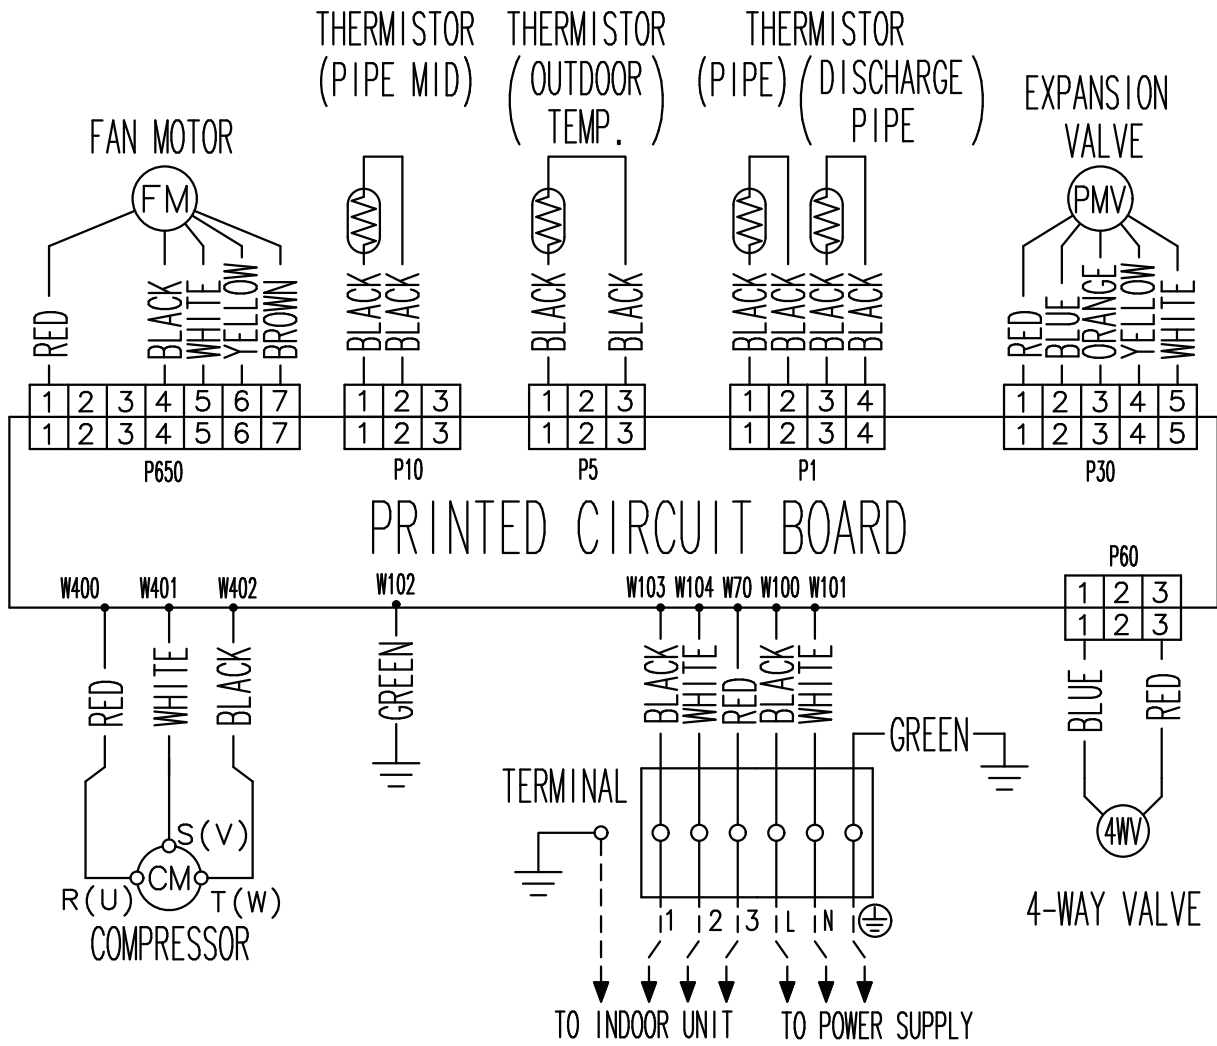 THERMISTOR THERMISTOR THERMISTOR
(PIPE MID) (OUTDOOR TEMP.) (PIPE) (DISCHARGE PIPE)
EXPANSION
VALVE
FAN MOTOR
FM
PMV
RED BLACK WHITE YELLOW BROWN
BLACK BLACK
BLACK BLACK
BLACK BLACK BLACK BLACK
RED BLUE ORANGE YELLOW WHITE
1 2 3 4 5 6 7 1 2 3 1 2 3 1 2 3 4 1 2 3 4 5
1 2 3 4 5 6 7 1 2 3 1 2 3 1 2 3 4 1 2 3 4 5
P650 P10 P5 P1 P30
PRINTED CIRCUIT BOARD
P60
1 2 3
1 2 3
W400 W401 W402 W102 W103 W104 W70 W100 W101
RED WHITE BLACK
GREEN
BLACK WHITE RED BLACK WHITE
GREEN
BLUE RED
TERMINAL
4WV
S(V)
CM
R(U) T(W)
COMPRESSOR
4-WAY VALVE
1 2 3 L N
TO INDOOR UNIT TO POWER SUPPLY